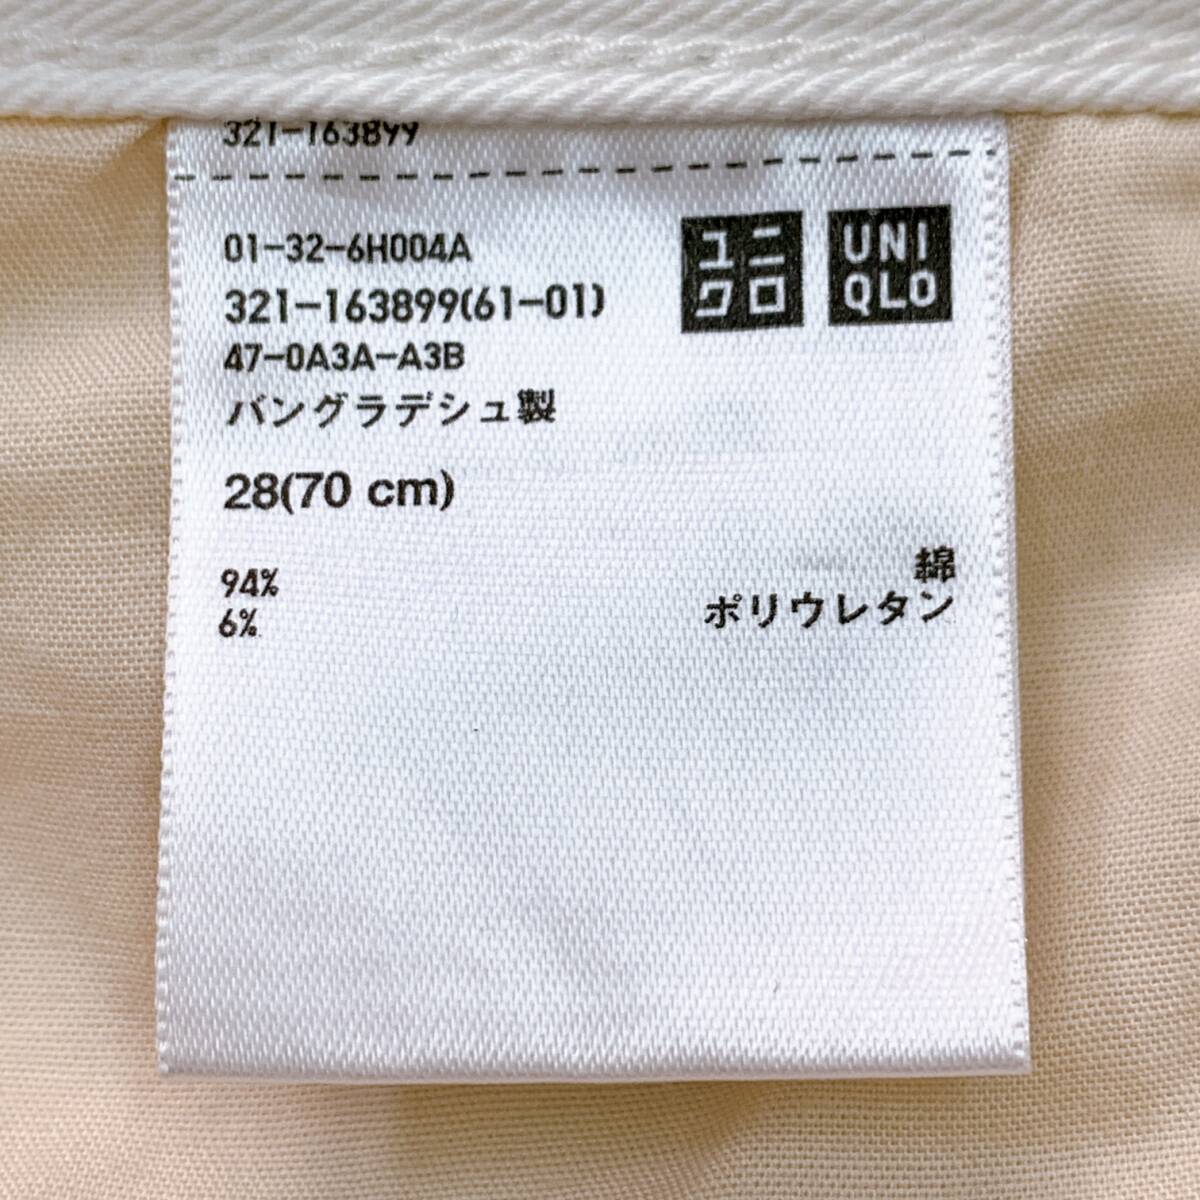 321-163899
01-32-6H004A
321-163899(61-01)
47-0A3A-A3B
バングラデシュ製
ユニ
クロ
UNI
QLO
28(70 cm)
94% 綿
6% ポリウレタン